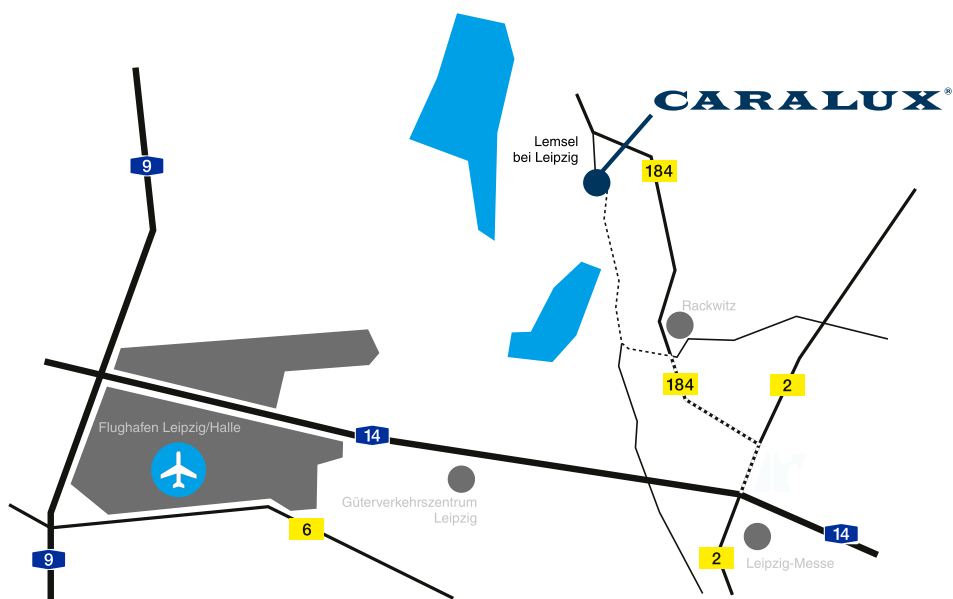 CARALUX®
Lemsel
bei Leipzig
9
184
Rackwitz
184
2
Flughafen Leipzig/Halle
14
Güterverkehrszentrum
Leipzig
6
14
9
2
Leipzig-Messe